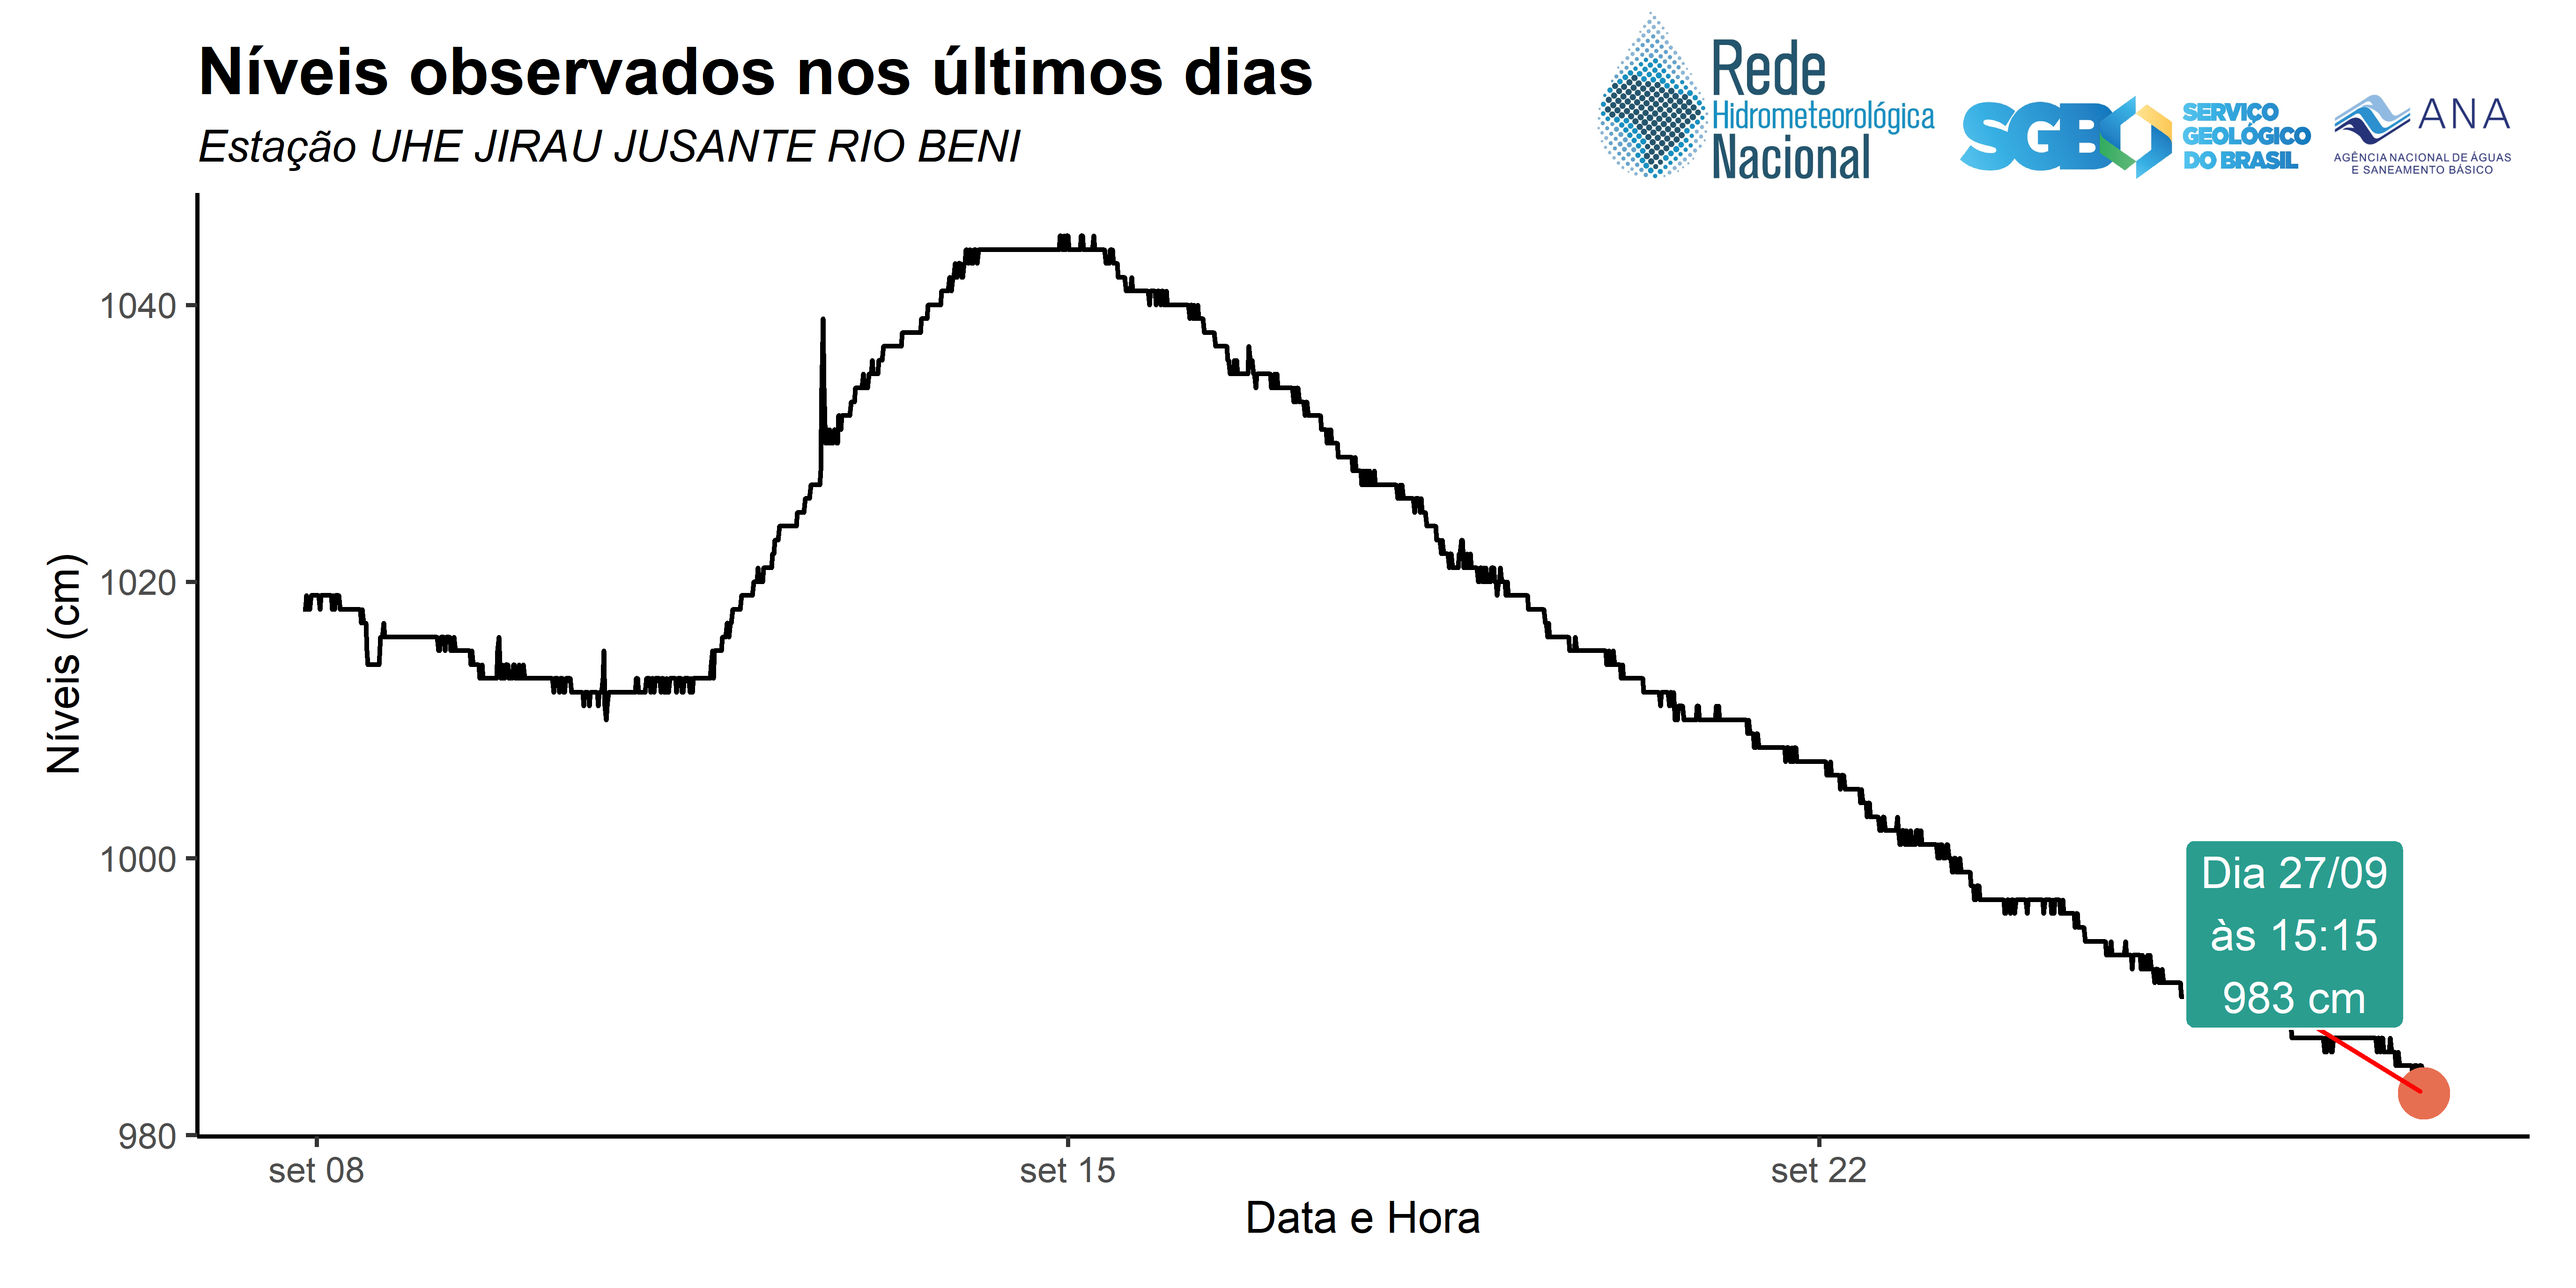 Níveis observados nos últimos dias
Estação UHE JIRAU JUSANTE RIO BENI
Rede
Hidrometeorológica
Nacional
SGB
SERVIÇO
GEOLÓGICO
DO BRASIL
ANA
AGÊNCIA NACIONAL DE ÁGUAS
E SANEAMENTO BÁSICO
Níveis (cm)
1040
1020
1000
980
Dia 27/09
às 15:15
983 cm
set 08
set 15
set 22
Data e Hora